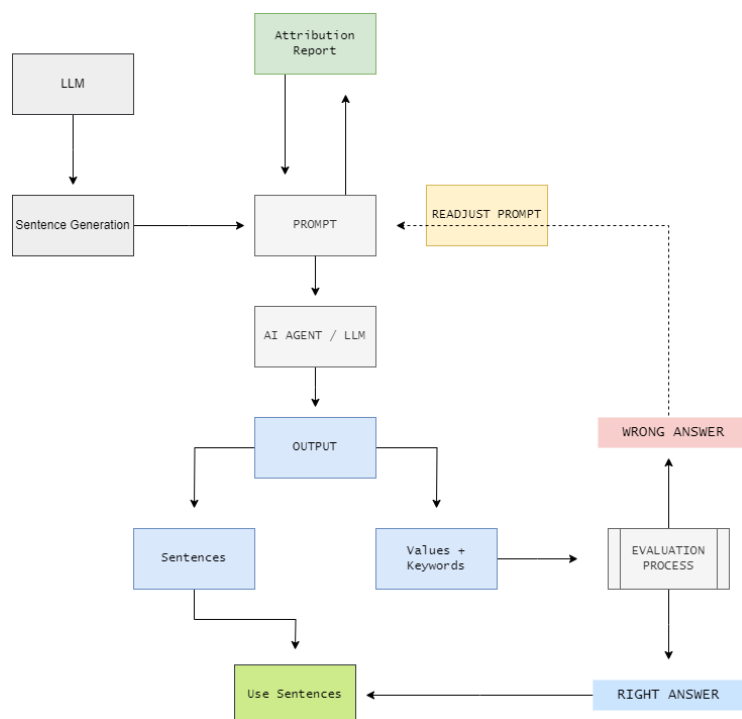 Attribution
Report
LLM
Sentence Generation
PROMPT
READJUST PROMPT
AI AGENT / LLM
OUTPUT
WRONG ANSWER
Sentences
Values +
Keywords
EVALUATION
PROCESS
Use Sentences
RIGHT ANSWER